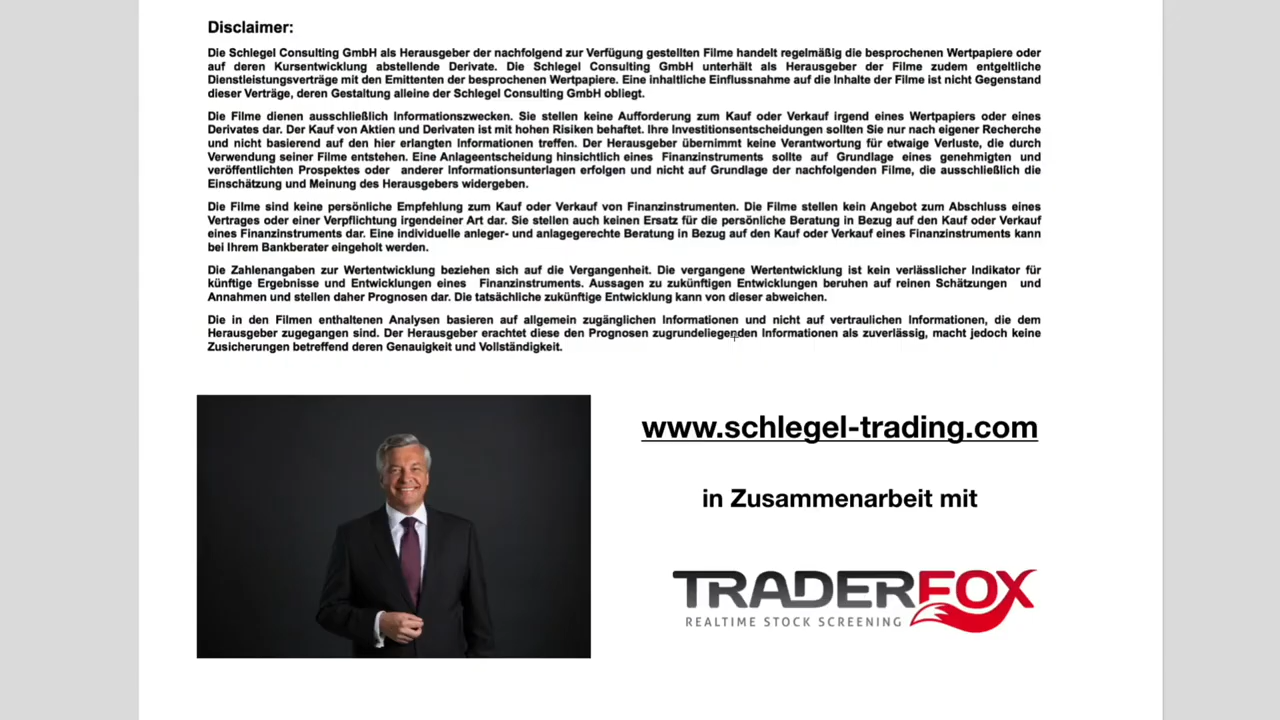 Disclaimer:
Die Schlegel Consulting GmbH als Herausgeber der nachfolgend zur Verfügung gestellten Filme handelt regelmäßig die besprochenen Wertpapiere oder
auf deren Kursentwicklung abstellende Derivate. Die Schlegel Consulting GmbH unterhält als Herausgeber der Filme zudem entgeltliche
Dienstleistungsverträge mit den Emittenten der besprochenen Wertpapiere. Eine inhaltliche Einflussnahme auf die Inhalte der Filme ist nicht Gegenstand
dieser Verträge, deren Gestaltung alleine der Schlegel Consulting GmbH obliegt.
Die Filme dienen ausschließlich Informationszwecken. Sie stellen keine Aufforderung zum Kauf oder Verkauf irgend eines Wertpapiers oder eines
Derivates dar. Der Kauf von Aktien und Derivaten ist mit hohen Risiken behaftet. Ihre Investitionsentscheidungen sollten Sie nur nach eigener Recherche
und nicht basierend auf den hier erlangten Informationen treffen. Der Herausgeber übernimmt keine Verantwortung für etwaige Verluste, die durch
Verwendung seiner Filme entstehen. Eine Anlageentscheidung hinsichtlich eines Finanzinstruments sollte auf Grundlage eines genehmigten und
veröffentlichten Prospektes oder anderer Informationsunterlagen erfolgen und nicht auf Grundlage der nachfolgenden Filme, die ausschließlich die
Einschätzung und Meinung des Herausgebers widergeben.
Die Filme sind keine persönliche Empfehlung zum Kauf oder Verkauf von Finanzinstrumenten. Die Filme stellen kein Angebot zum Abschluss eines
Vertrages oder einer Verpflichtung irgendeiner Art dar. Sie stellen auch keinen Ersatz für die persönliche Beratung in Bezug auf den Kauf oder Verkauf
eines Finanzinstruments dar. Eine individuelle anleger- und anlagegerechte Beratung in Bezug auf den Kauf oder Verkauf eines Finanzinstruments kann
bei Ihrem Bankberater eingeholt werden.
Die Zahlenangaben zur Wertentwicklung beziehen sich auf die Vergangenheit. Die vergangene Wertentwicklung ist kein verlässlicher Indikator für
künftige Ergebnisse und Entwicklungen eines Finanzinstruments. Aussagen zu zukünftigen Entwicklungen beruhen auf reinen Schätzungen und
Annahmen und stellen daher Prognosen dar. Die tatsächliche zukünftige Entwicklung kann von dieser abweichen.
Die in den Filmen enthaltenen Analysen basieren auf allgemein zugänglichen Informationen und nicht auf vertraulichen Informationen, die dem
Herausgeber zugegangen sind. Der Herausgeber erachtet diese den Prognosen zugrundeliegenden Informationen als zuverlässig, macht jedoch keine
Zusicherungen betreffend deren Genauigkeit und Vollständigkeit.
www.schlegel-trading.com
in Zusammenarbeit mit
TRADERFOX
REALTIME STOCK SCREENING